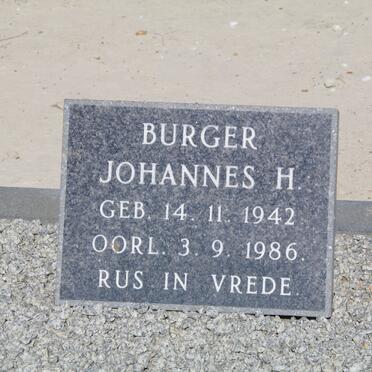 BURGER
JOHANNES H.
GEB. 14. 11. 1942
OORL. 3. 9. 1986.
RUS IN VREDE.